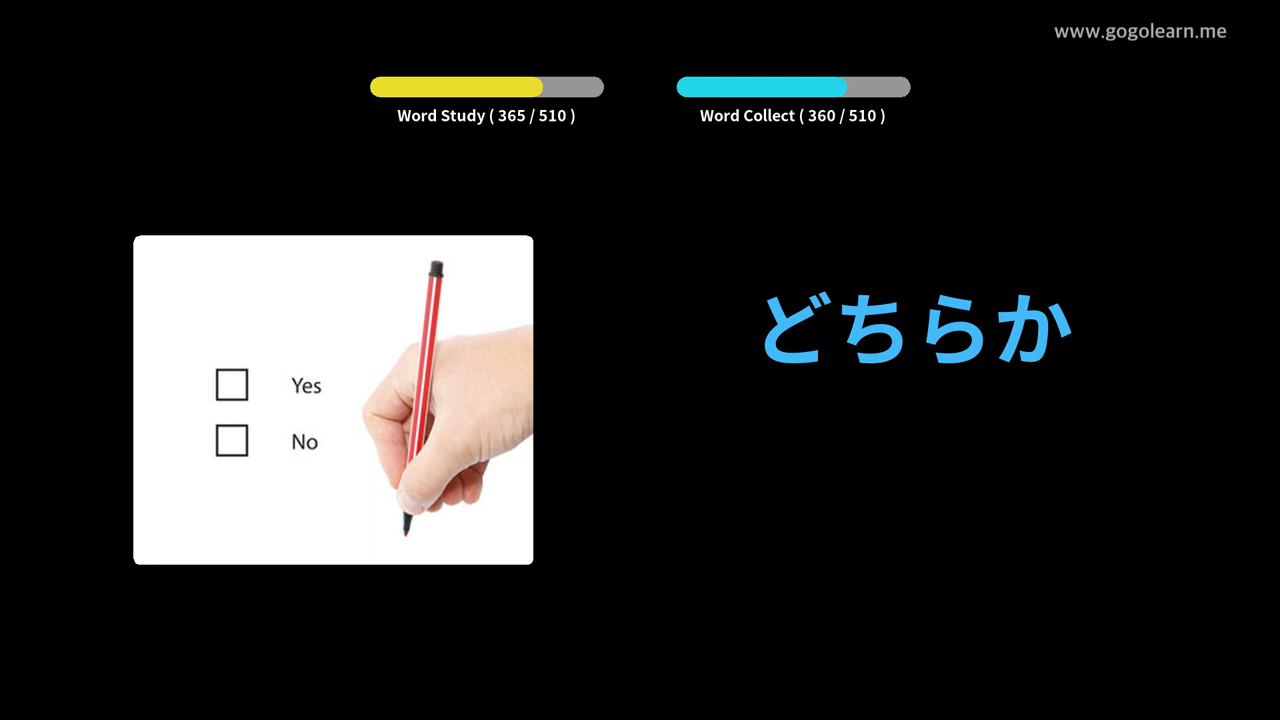 www.gogolearn.me
Word Study ( 365 / 510 )
Word Collect ( 360 / 510 )
Yes
No
どちらか